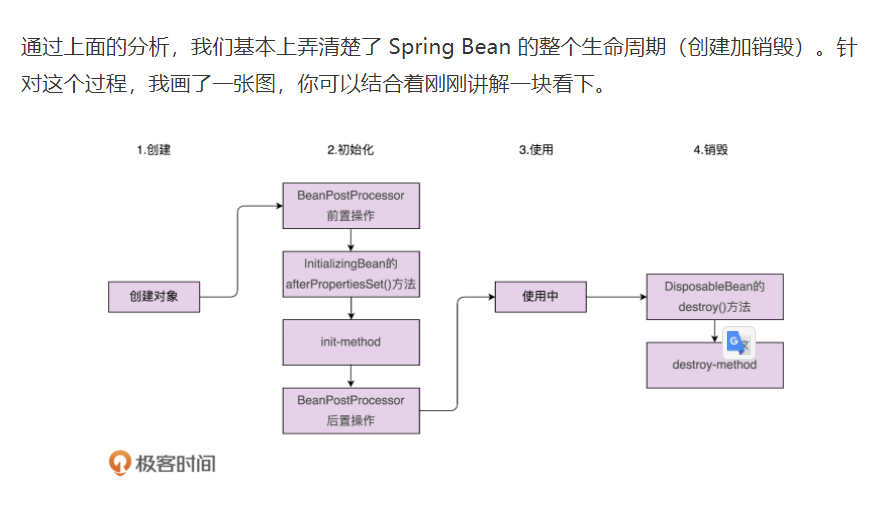 通过上面的分析，我们基本上弄清楚了 Spring Bean 的整个生命周期（创建加销毁）。针
对这个过程，我画了一张图，你可以结合着刚刚讲解一块看下。
1.创建
2.初始化
3.使用
4.销毁
创建对象
BeanPostProcessor
前置操作
InitializingBean的
afterPropertiesSet()方法
init-method
BeanPostProcessor
后置操作
使用中
DisposableBean的
destroy()方法
G 文
destroy-method
极客时间